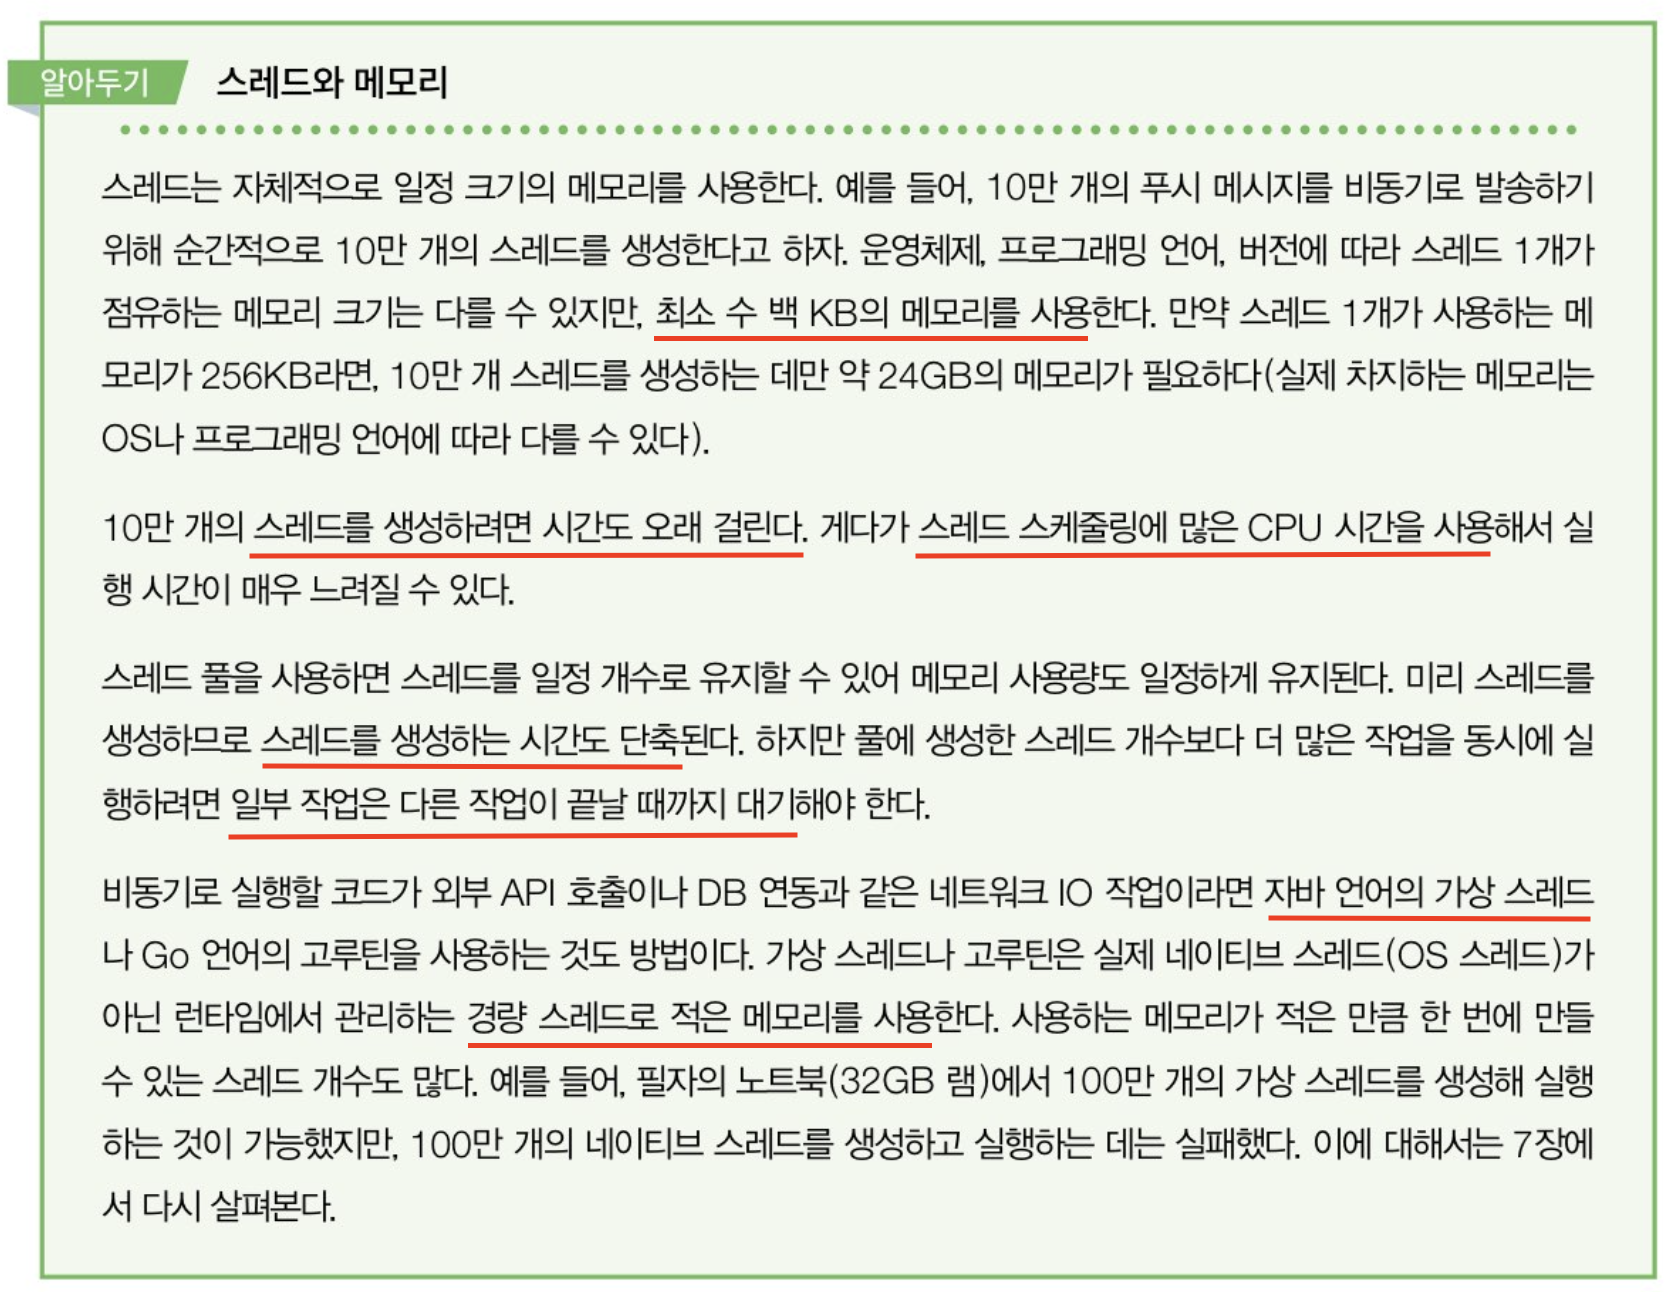 알아두기 스레드와 메모리
스레드는 자체적으로 일정 크기의 메모리를 사용한다. 예를 들어, 10만 개의 푸시 메시지를 비동기로 발송하기
위해 순간적으로 10만 개의 스레드를 생성한다고 하자. 운영체제, 프로그래밍 언어, 버전에 따라 스레드 1개가
점유하는 메모리 크기는 다를 수 있지만, 최소 수 백 KB의 메모리를 사용한다. 만약 스레드 1개가 사용하는 메
모리가 256KB라면, 10만 개 스레드를 생성하는 데만 약 24GB의 메모리가 필요하다(실제 차지하는 메모리는
OS나 프로그래밍 언어에 따라 다를 수 있다).
10만 개의 스레드를 생성하려면 시간도 오래 걸린다. 게다가 스레드 스케줄링에 많은 CPU 시간을 사용해서 실
행 시간이 매우 느려질 수 있다.
스레드 풀을 사용하면 스레드를 일정 개수로 유지할 수 있어 메모리 사용량도 일정하게 유지된다. 미리 스레드를
생성하므로 스레드를 생성하는 시간도 단축된다. 하지만 풀에 생성한 스레드 개수보다 더 많은 작업을 동시에 실
행하려면 일부 작업은 다른 작업이 끝날 때까지 대기해야 한다.
비동기로 실행할 코드가 외부 API 호출이나 DB 연동과 같은 네트워크 IO 작업이라면 자바 언어의 가상 스레드
나 Go 언어의 고루틴을 사용하는 것도 방법이다. 가상 스레드나 고루틴은 실제 네이티브 스레드(OS 스레드)가
아닌 런타임에서 관리하는 경량 스레드로 적은 메모리를 사용한다. 사용하는 메모리가 적은 만큼 한 번에 만들
수 있는 스레드 개수도 많다. 예를 들어, 필자의 노트북(32GB 램)에서 100만 개의 가상 스레드를 생성해 실행
하는 것이 가능했지만, 100만 개의 네이티브 스레드를 생성하고 실행하는 데는 실패했다. 이에 대해서는 7장에
서 다시 살펴본다.